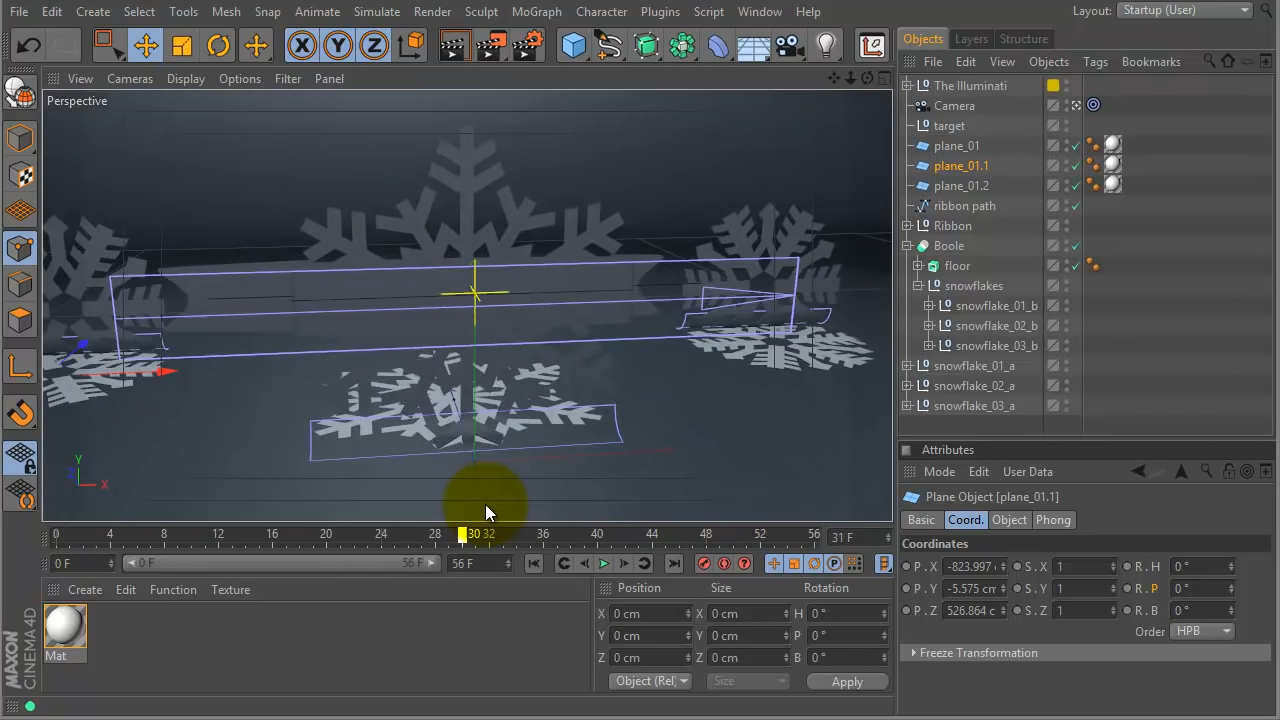 File Edit Create Select Tools Mesh Snap Animate Simulate Render Sculpt MoGraph Character Plugins Script Window Help Layout: Startup (User)
Objects Layers Structure
File Edit View Objects Tags Bookmarks
View Cameras Display Options Filter Panel
Perspective
The Illuminati
Camera
target
plane_01
plane_01.1
plane_01.2
ribbon path
Ribbon
Boole
floor
snowflakes
snowflake_01_b
snowflake_02_b
snowflake_03_b
snowflake_01_a
snowflake_02_a
snowflake_03_a
Y
Z
X
Attributes
Mode Edit User Data
Plane Object [plane_01.1]
Basic Coord. Object Phong
Coordinates
P . X -823.997 S . X 1 R . H 0 °
P . Y -5.575 cm S . Y 1 R . P 0 °
P . Z 526.864 c S . Z 1 R . B 0 °
Order HPB
Freeze Transformation
0 4 8 12 16 20 24 28 30 32 36 40 44 48 52 56 31 F
0 F 0 F 56 F 56 F
Create Edit Function Texture
Mat
Position Size Rotation
X 0 cm X 0 cm H 0 °
Y 0 cm Y 0 cm P 0 °
Z 0 cm Z 0 cm B 0 °
Object (Rel) Size Apply
MAXON
CINEMA 4D